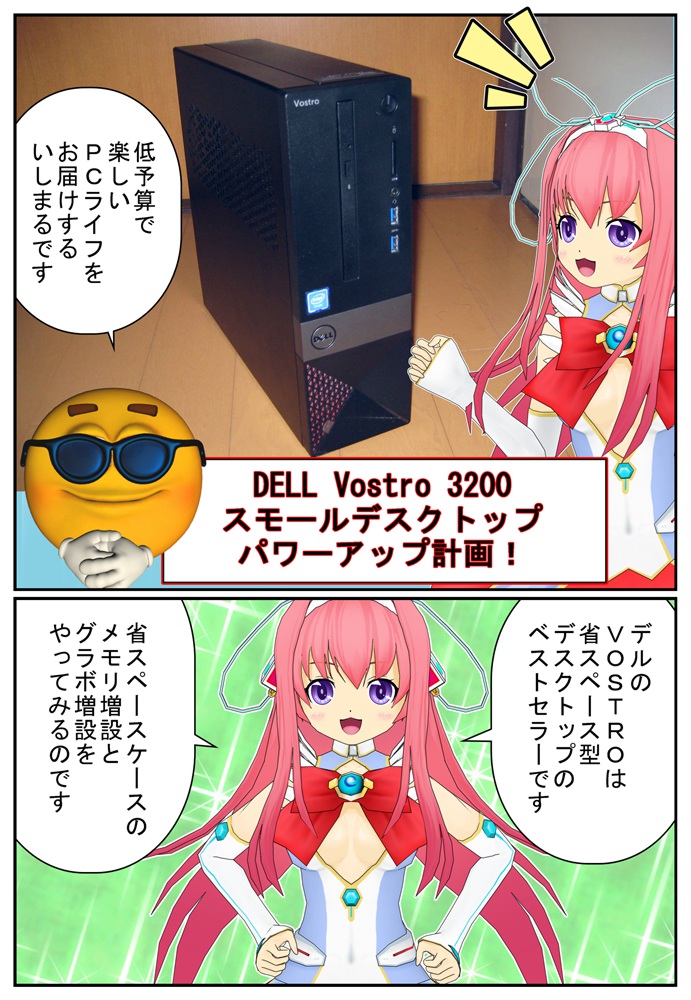 低予算で
楽しい
ＰＣライフを
お届けする
いしまるです
Vostro
DELL
DELL Vostro 3200
スモールデスクトップ
パワーアップ計画！
デルの
ＶＯＳＴＲＯは
省スペース型
デスクトップの
ベストセラーです
省スペースケースの
メモリ増設と
グラボ増設を
やってみるのです